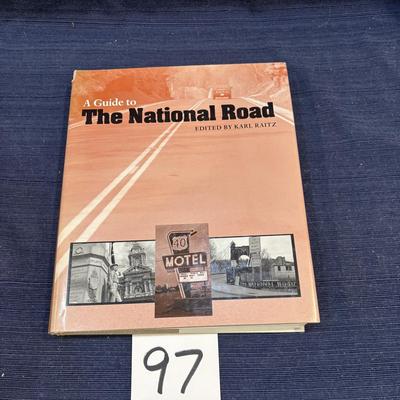 A Guide to
The National Road
EDITED BY KARL RAITZ
40
MOTEL
97